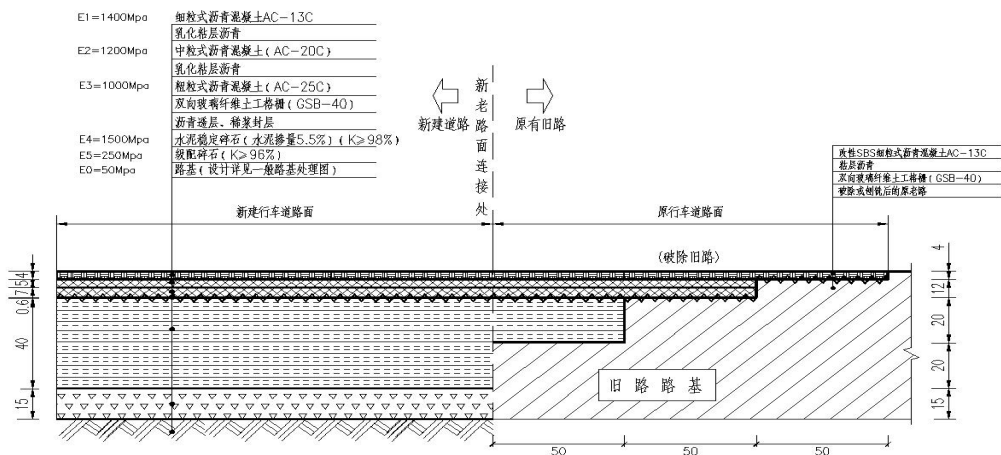 E1=1400Mpa 细粒式沥青混凝土AC-13C
乳化粘层沥青
E2=1200Mpa 中粒式沥青混凝土(AC-20C)
乳化粘层沥青
E3=1000Mpa 粗粒式沥青混凝土(AC-25C)
双向玻璃纤维土工格栅(GSB-40)
沥青透层、稀浆封层
E4=1500Mpa 水泥稳定碎石(水泥掺量5.5%)(K≥98%)
E5=250Mpa 级配碎石(K≥96%)
E0=50Mpa 路基(设计详见一般路基处理图)
新建道路
新老路面连接处
原有旧路
改性SBS细粒式沥青混凝土AC-13C
粘层沥青
双向玻璃纤维土工格栅(GSB-40)
破除或刨铣后的原老路
新建行车道路面
原行车道路面
(破除旧路)
4
5
7
0.6
40
15
4
12
20
20
15
旧路路基
50
50
50